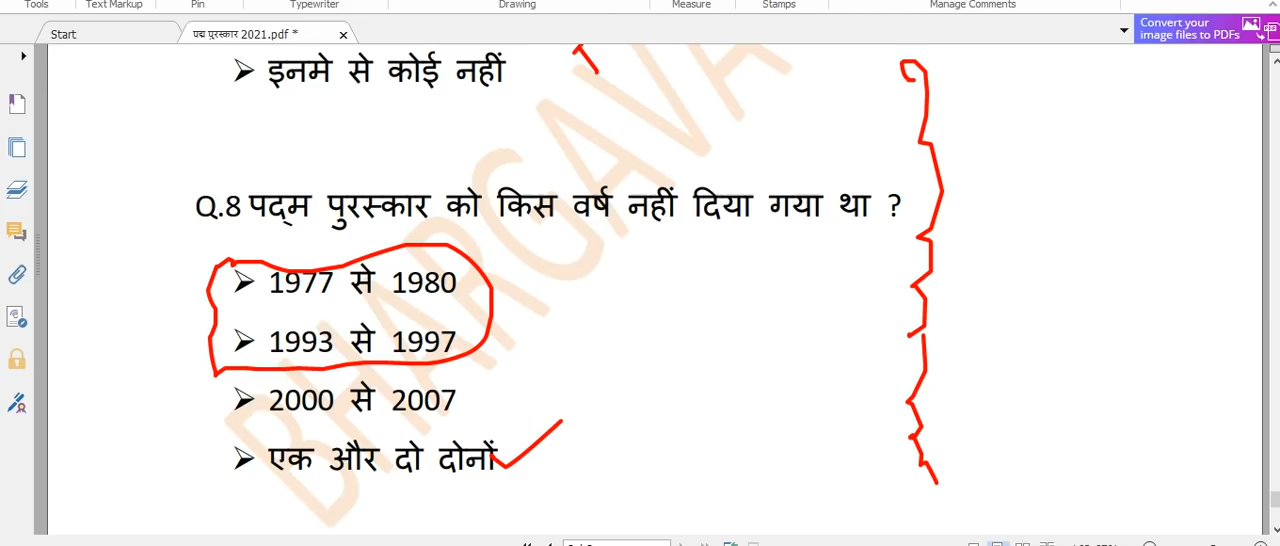 Tools Text Markup Pin Typewriter Drawing Measure Stamps Manage Comments
Start पद्म पुरस्कार 2021.pdf * Convert your image files to PDFs
इनमे से कोई नहीं
Q.8 पद्म पुरस्कार को किस वर्ष नहीं दिया गया था ?
1977 से 1980
1993 से 1997
2000 से 2007
एक और दो दोनों
BHARGAVA